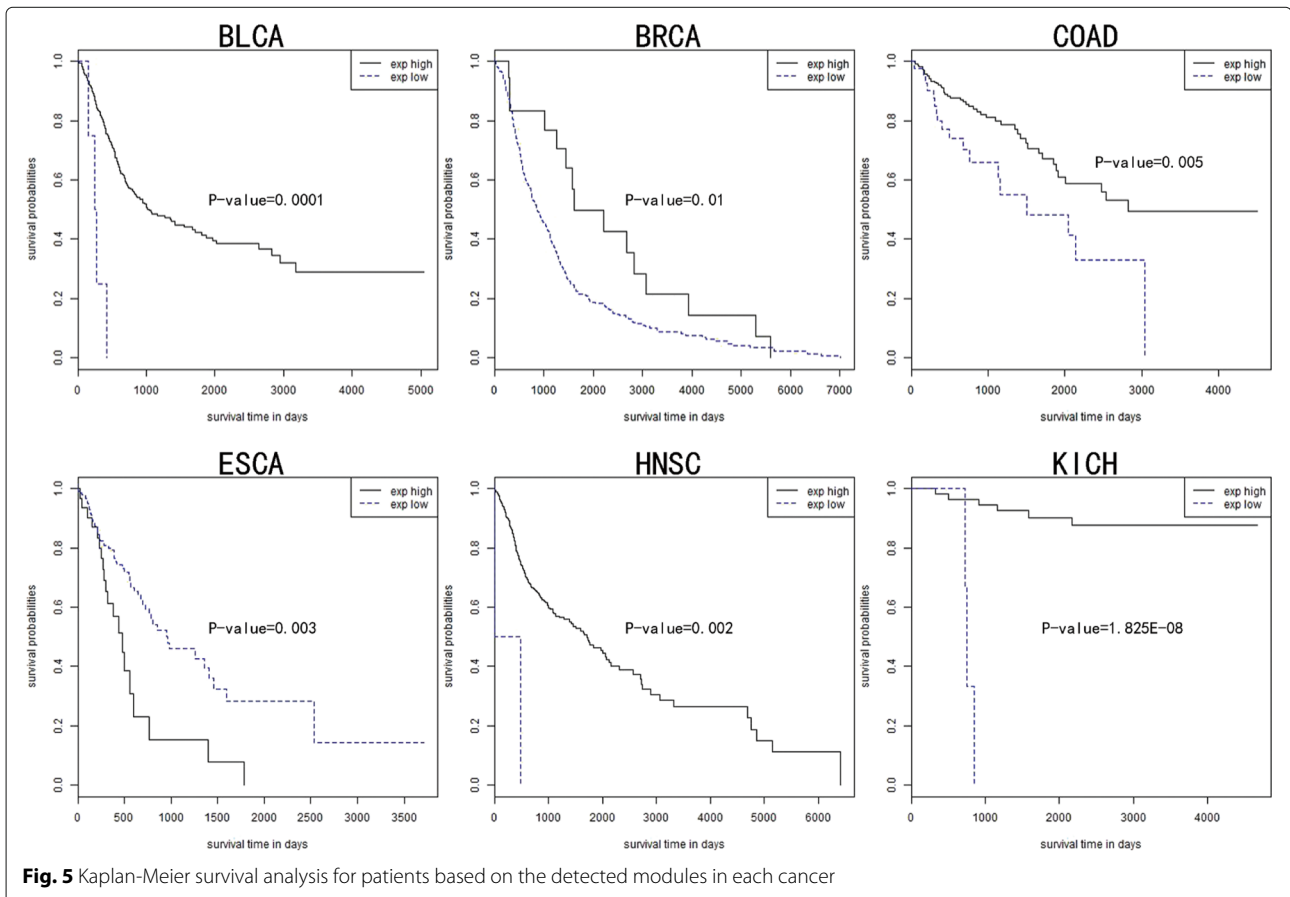 BLCA
exp high
exp low
P-value=0.0001
survival probabilities
0.0 0.2 0.4 0.6 0.8 1.0
0 1000 2000 3000 4000 5000
survival time in days
BRCA
exp high
exp low
P-value=0.01
survival probabilities
0.0 0.2 0.4 0.6 0.8 1.0
0 1000 2000 3000 4000 5000 6000 7000
survival time in days
COAD
exp high
exp low
P-value=0.005
survival probabilities
0.0 0.2 0.4 0.6 0.8 1.0
0 1000 2000 3000 4000
survival time in days
ESCA
exp high
exp low
P-value=0.003
survival probabilities
0.0 0.2 0.4 0.6 0.8 1.0
0 500 1000 1500 2000 2500 3000 3500
survival time in days
HNSC
exp high
exp low
P-value=0.002
survival probabilities
0.0 0.2 0.4 0.6 0.8 1.0
0 1000 2000 3000 4000 5000 6000
survival time in days
KICH
exp high
exp low
P-value=1.825E-08
survival probabilities
0.0 0.2 0.4 0.6 0.8 1.0
0 1000 2000 3000 4000
survival time in days
Fig. 5 Kaplan-Meier survival analysis for patients based on the detected modules in each cancer